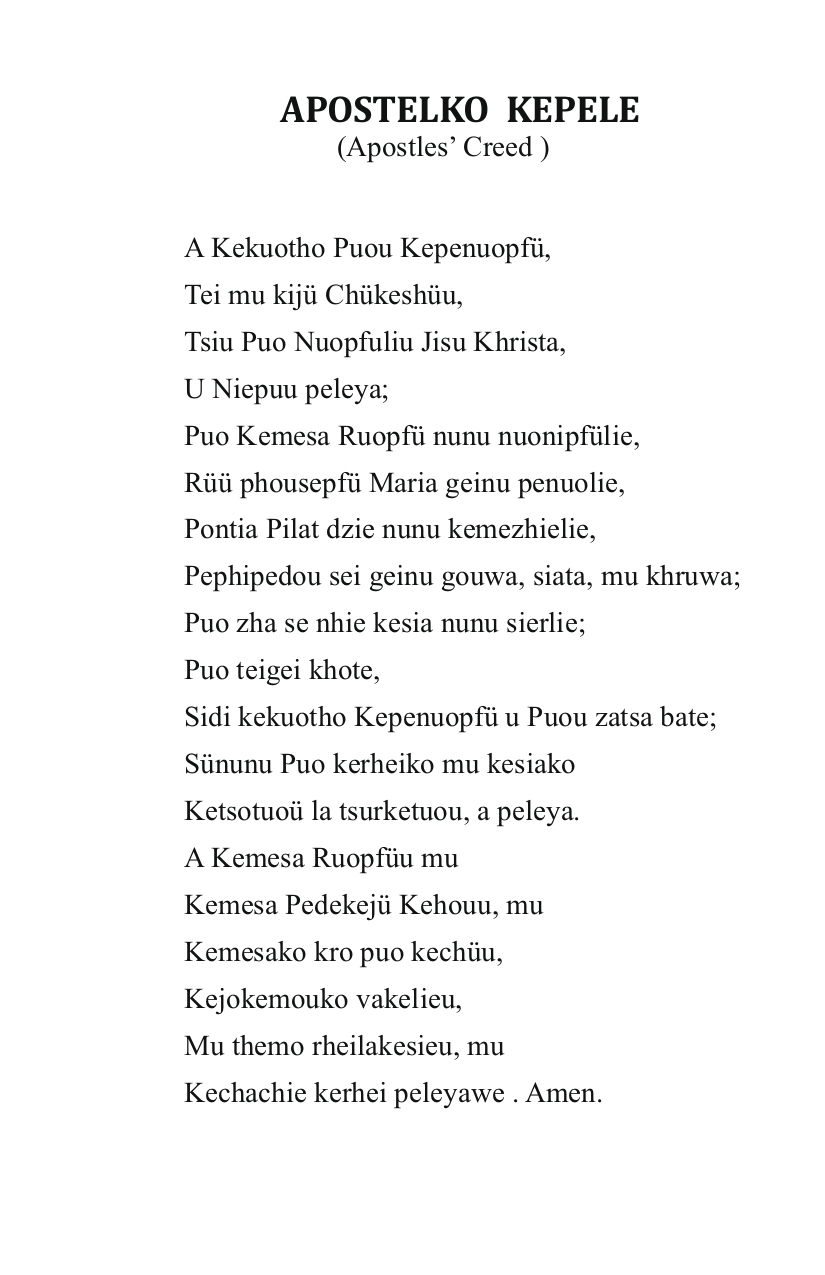 APOSTELKO KEPELE
(Apostles’ Creed )
A Kekuotho Puou Kepenuopfü,
Tei mu kijü Chükeshüu,
Tsiu Puo Nuopfuliu Jisu Khrista,
U Niepuu peleya;
Puo Kemesa Ruopfü nunu nuonipfülie,
Rüü phousepfü Maria geinu penuolie,
Pontia Pilat dzie nunu kemezhielie,
Pephipedou sei geinu gouwa, siata, mu khruwa;
Puo zha se nhie kesia nunu sierlie;
Puo teigei khote,
Sidi kekuotho Kepenuopfü u Puou zatsa bate;
Sünunu Puo kerheiko mu kesiako
Ketsotuoü la tsurketuou, a peleya.
A Kemesa Ruopfüu mu
Kemesa Pedekejü Kehouu, mu
Kemesako kro puo kechüu,
Kejokemouko vakelieu,
Mu themo rheilakesieu, mu
Kechachie kerhei peleyawe . Amen.